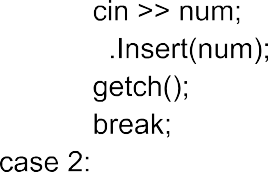 cin >> num;
.Insert(num);
getch();
break;
case 2: